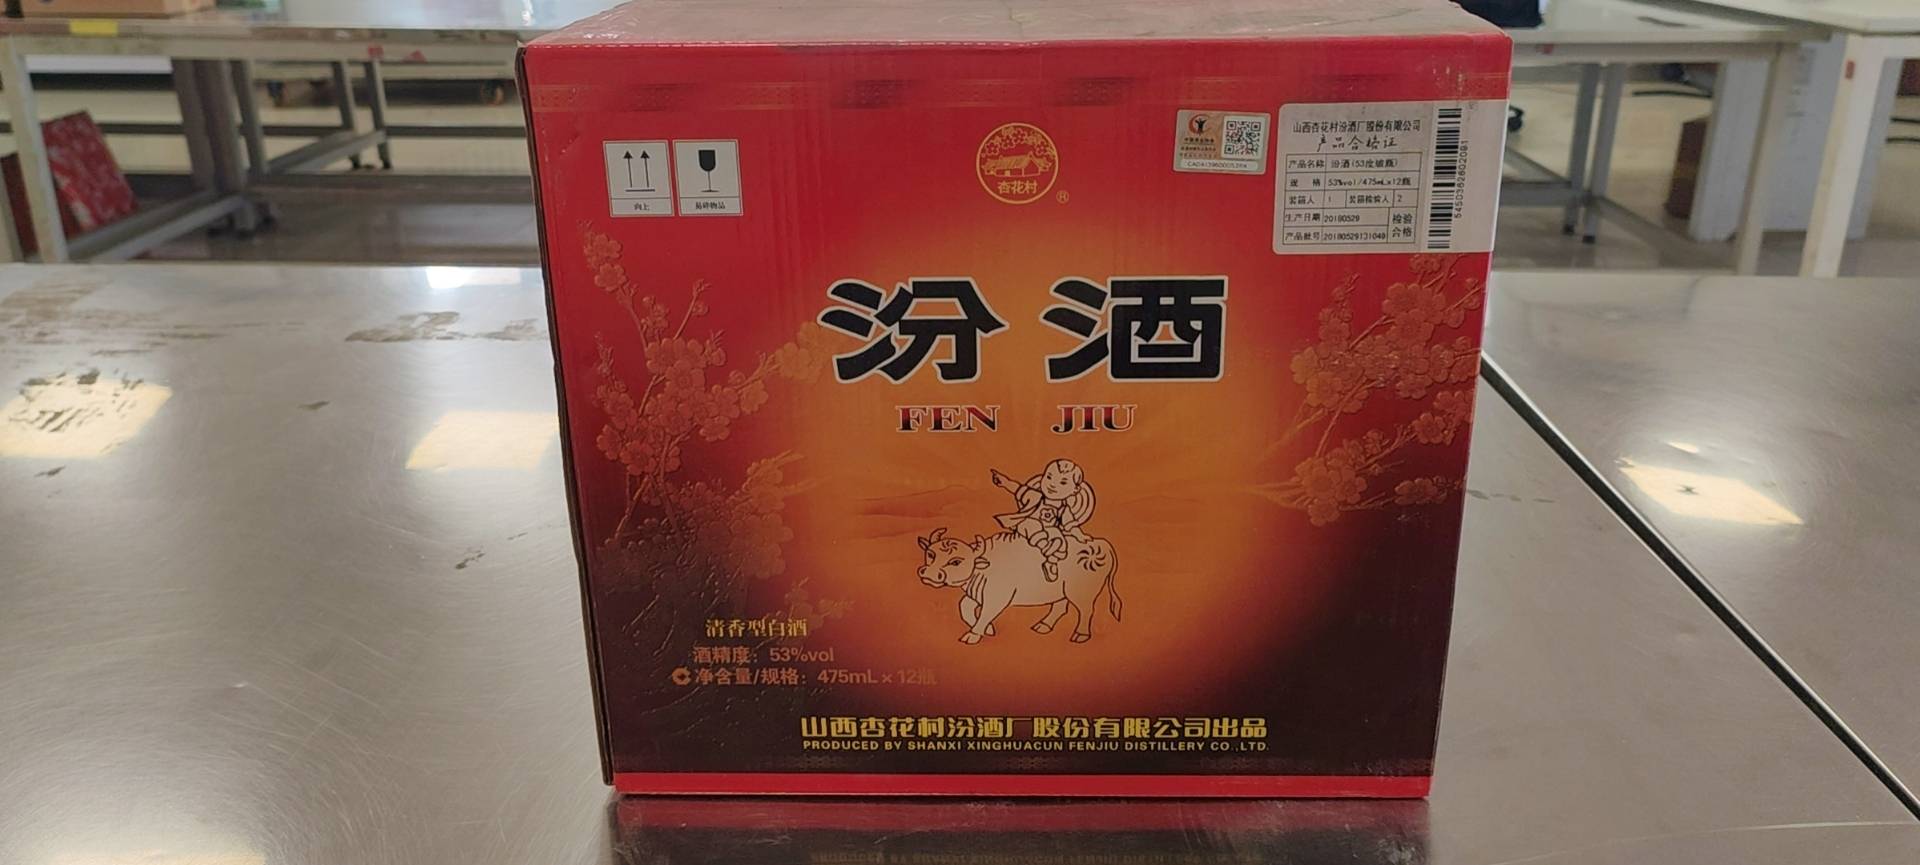 向上
易碎物品
杏花村
®
山西杏花村汾酒厂股份有限公司
产品合格证
产品名称 汾酒(53度玻瓶)
规格 53%vol/475mL×12瓶
装箱人 1 装箱检验人 2
生产日期 20180529 检验
产品批号 20180529131049 合格
汾酒
FEN JIU
清香型白酒
酒精度：53%vol
净含量/规格：475mL×12瓶
山西杏花村汾酒厂股份有限公司出品
PRODUCED BY SHANXI XINGHUACUN FENJIU DISTILLERY CO.,LTD.